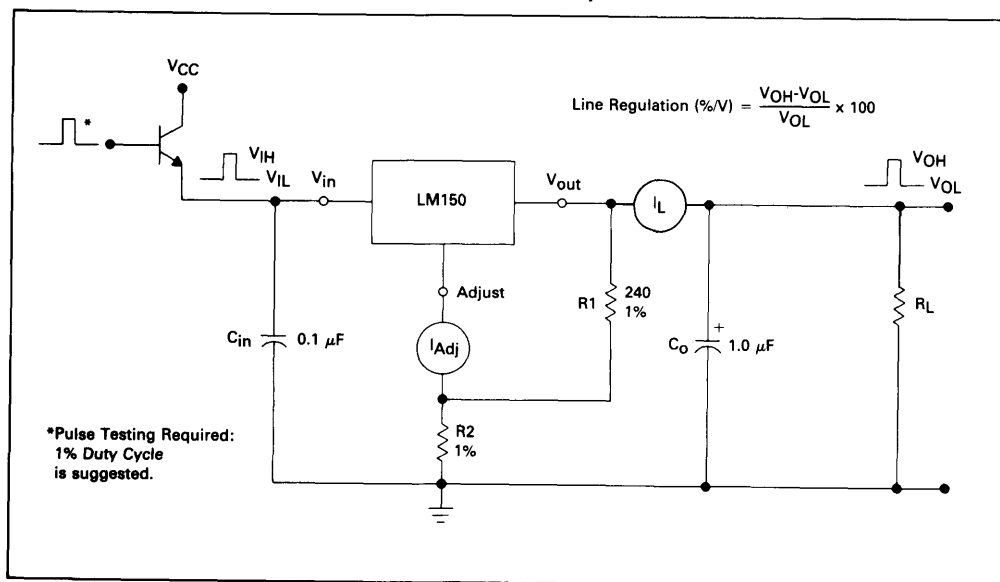 VCC
Line Regulation (%/V) = VOH-VOL / VOL x 100
*
VIH
VIL
Vin
LM150
Vout
IL
VOH
VOL
Adjust
R1
240
1%
RL
Cin
0.1 μF
IAdj
CO
+
1.0 μF
R2
1%
*Pulse Testing Required:
1% Duty Cycle
is suggested.